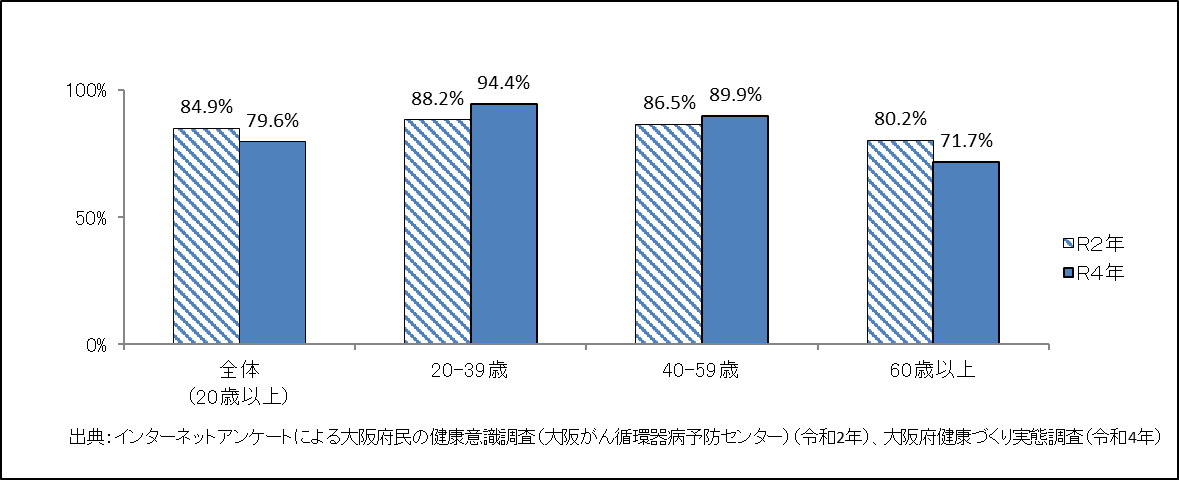 100%
50%
0%
84.9%
79.6%
88.2%
94.4%
86.5%
89.9%
80.2%
71.7%
全体
(20歳以上)
20-39歳
40-59歳
60歳以上
R2年
R4年
出典：インターネットアンケートによる大阪府民の健康意識調査（大阪がん循環器病予防センター）（令和2年）、大阪府健康づくり実態調査（令和4年）